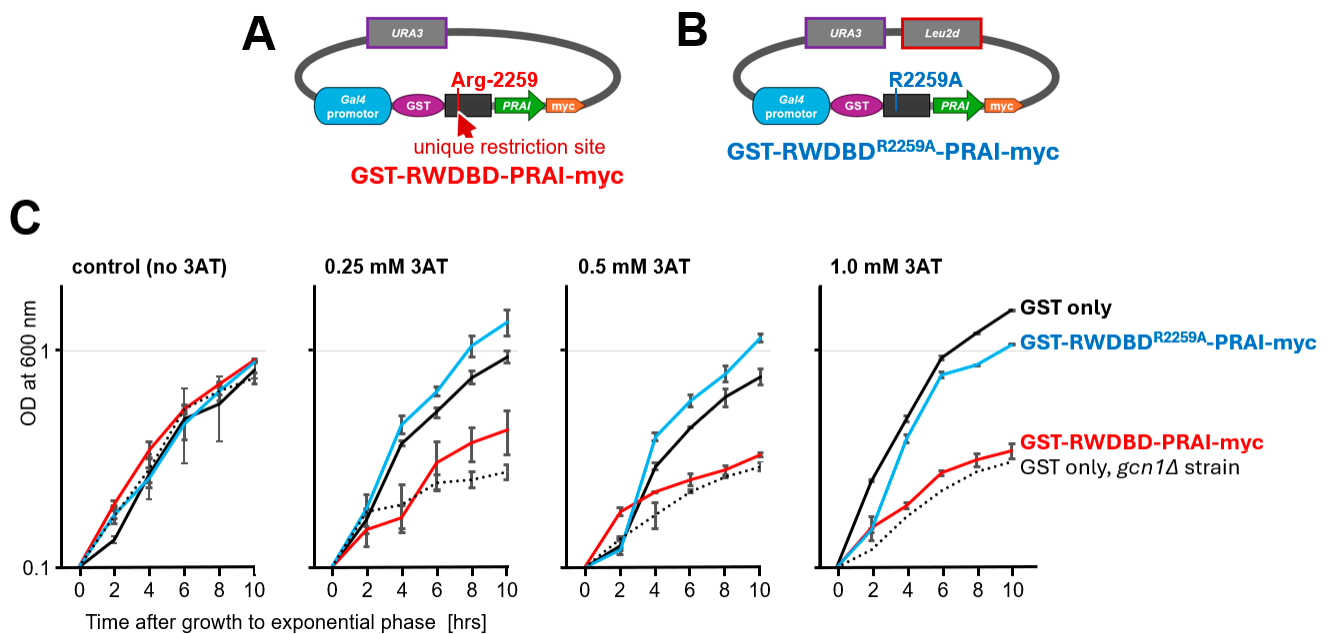 A
URA3
Arg-2259
Gal4
promotor
GST
PRAI
myc
unique restriction site
GST-RWDBD-PRAI-myc
B
URA3
Leu2d
R2259A
Gal4
promotor
GST
PRAI
myc
GST-RWDBDR2259A-PRAI-myc
C
control (no 3AT)
0.25 mM 3AT
0.5 mM 3AT
1.0 mM 3AT
OD at 600 nm
1
0.1
GST only
GST-RWDBDR2259A-PRAI-myc
GST-RWDBD-PRAI-myc
GST only, gcn1Δ strain
0 2 4 6 8 10
0 2 4 6 8 10
0 2 4 6 8 10
0 2 4 6 8 10
Time after growth to exponential phase [hrs]